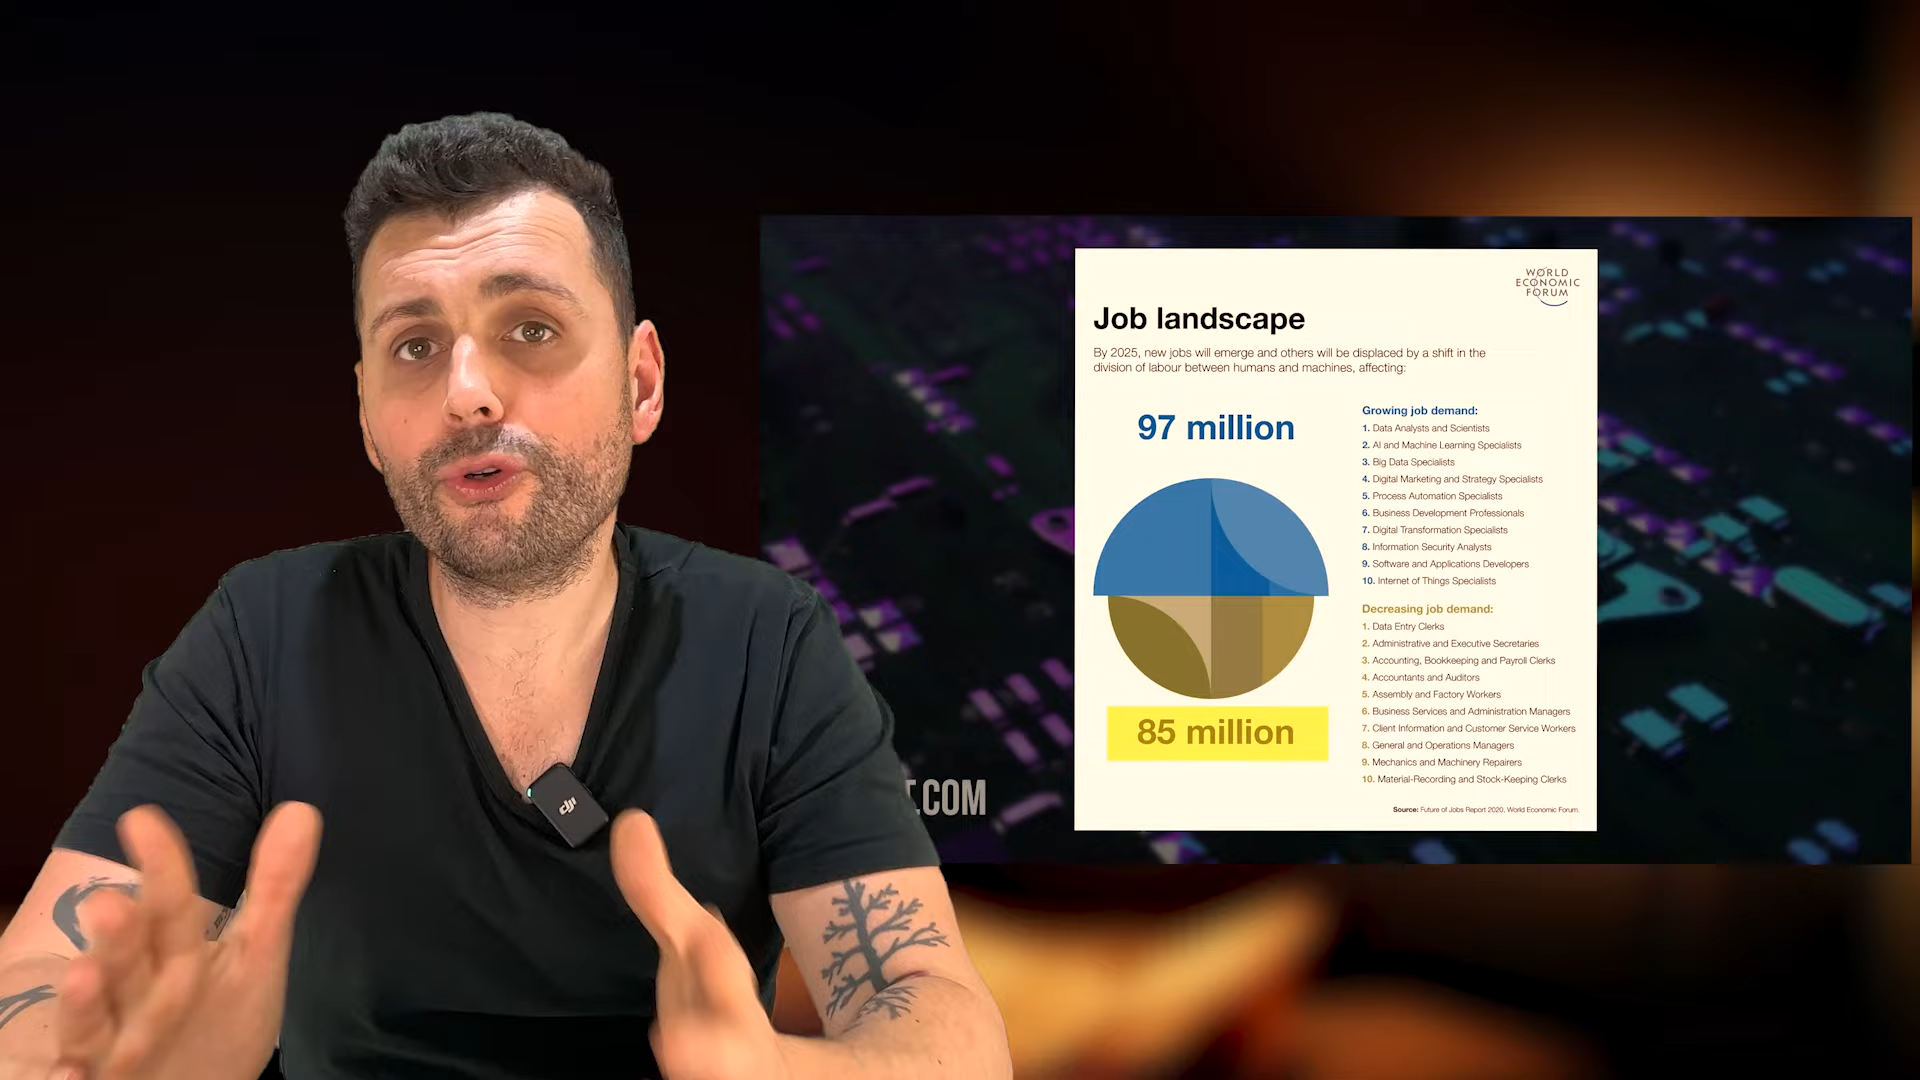 WORLD
ECONOMIC
FORUM
Job landscape
By 2025, new jobs will emerge and others will be displaced by a shift in the
division of labour between humans and machines, affecting:
97 million
85 million
Growing job demand:
1. Data Analysts and Scientists
2. AI and Machine Learning Specialists
3. Big Data Specialists
4. Digital Marketing and Strategy Specialists
5. Process Automation Specialists
6. Business Development Professionals
7. Digital Transformation Specialists
8. Information Security Analysts
9. Software and Applications Developers
10. Internet of Things Specialists
Decreasing job demand:
1. Data Entry Clerks
2. Administrative and Executive Secretaries
3. Accounting, Bookkeeping and Payroll Clerks
4. Accountants and Auditors
5. Assembly and Factory Workers
6. Business Services and Administration Managers
7. Client Information and Customer Service Workers
8. General and Operations Managers
9. Mechanics and Machinery Repairers
10. Material-Recording and Stock-Keeping Clerks
Source: Future of Jobs Report 2020, World Economic Forum.
.COM
dji